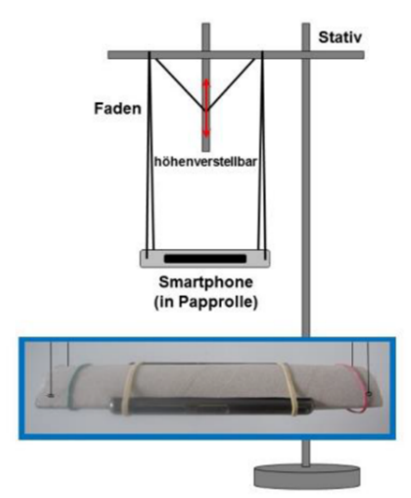 Stativ
Faden
höhenverstellbar
Smartphone
(in Papprolle)